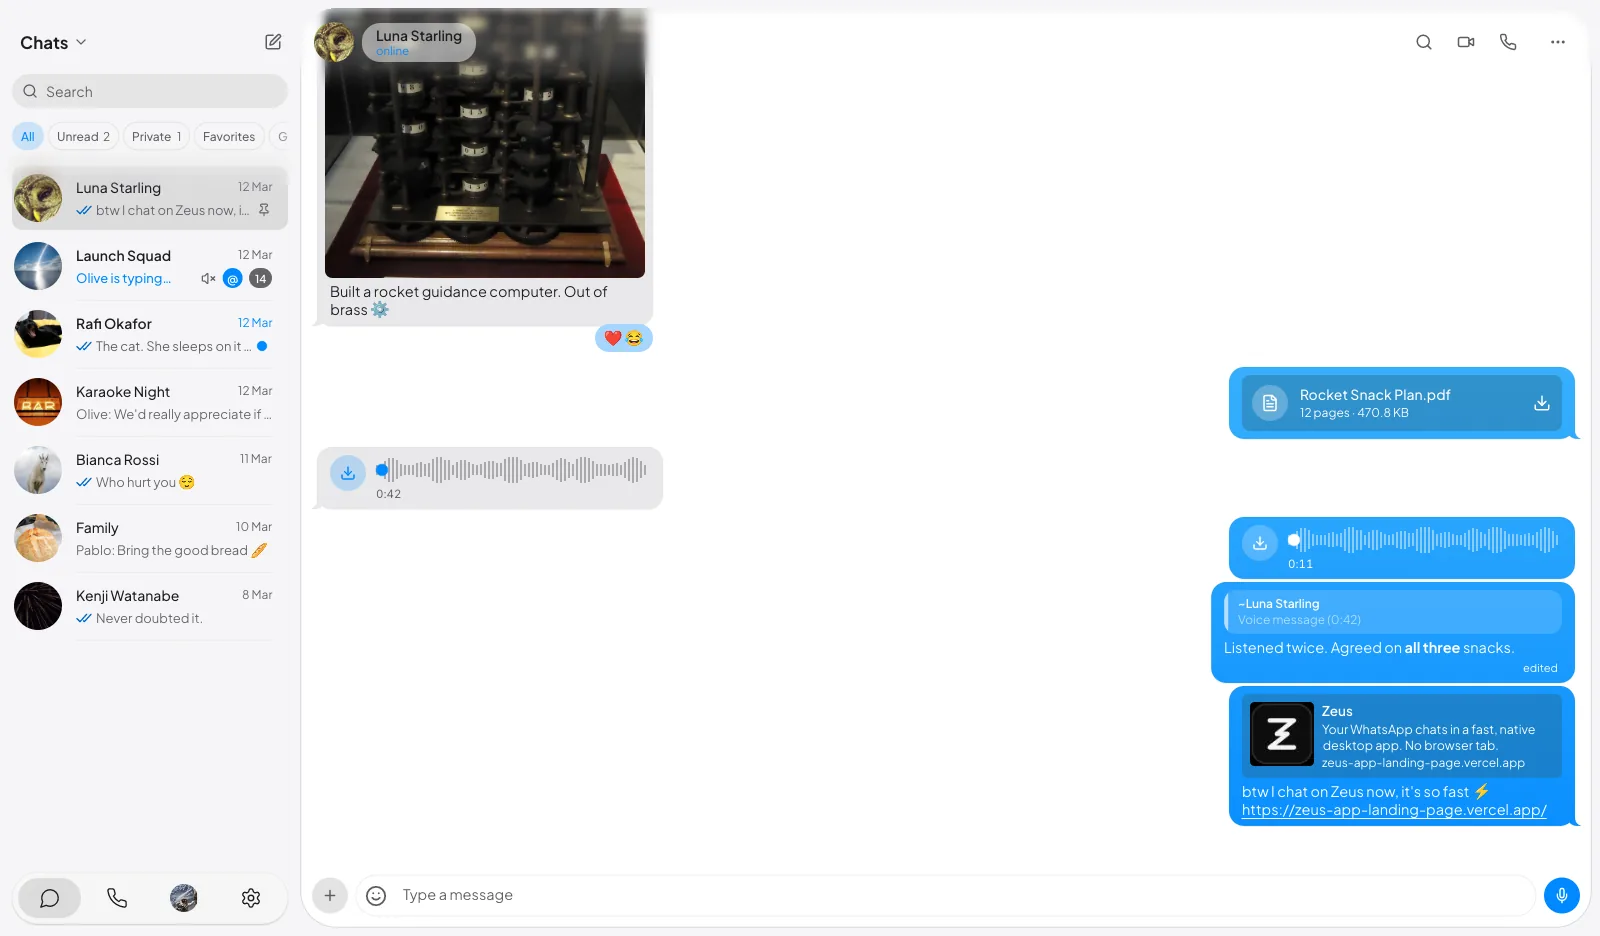 Chats
Search
All
Unread 2
Private 1
Favorites
G
Luna Starling
12 Mar
btw I chat on Zeus now, i...
Launch Squad
12 Mar
Olive is typing...
@
14
Rafi Okafor
12 Mar
The cat. She sleeps on it ...
Karaoke Night
12 Mar
Olive: We'd really appreciate if ...
Bianca Rossi
11 Mar
Who hurt you 😌
Family
10 Mar
Pablo: Bring the good bread 🥖
Kenji Watanabe
8 Mar
Never doubted it.
Luna Starling
online
Built a rocket guidance computer. Out of
brass ⚙️
❤️😂
Rocket Snack Plan.pdf
12 pages · 470.8 KB
0:42
0:11
~Luna Starling
Voice message (0:42)
Listened twice. Agreed on all three snacks.
edited
Zeus
Your WhatsApp chats in a fast, native
desktop app. No browser tab.
zeus-app-landing-page.vercel.app
btw I chat on Zeus now, it's so fast ⚡
https://zeus-app-landing-page.vercel.app/
Type a message